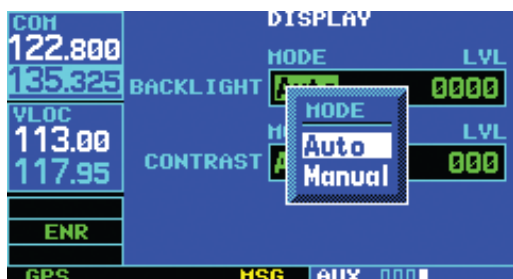 COM
122.800
135.325
VLOC
113.00
117.95
ENR
GPS
DISPLAY
MODE LVL
BACKLIGHT Auto 0000
LVL
CONTRAST 000
MODE
Auto
Manual
MSG AUX